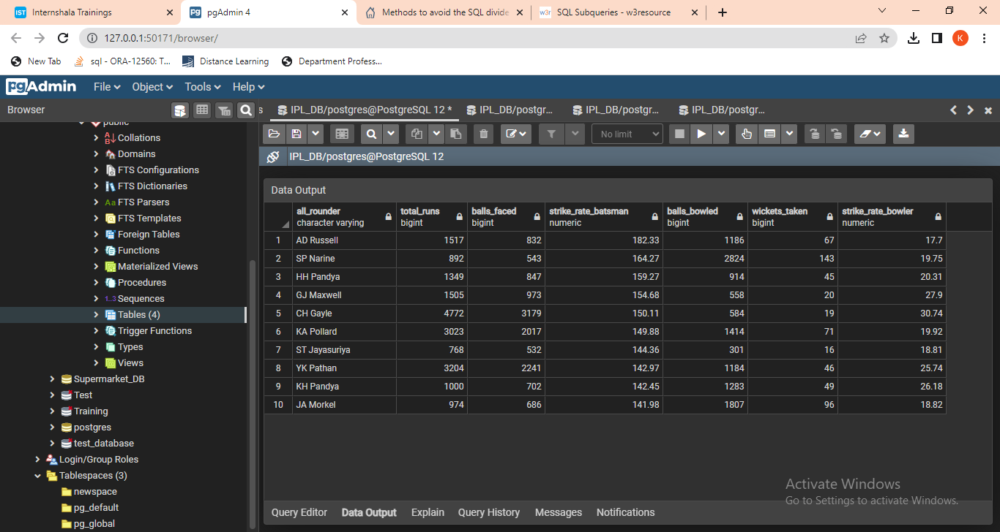 IST Internshala Trainings
pgAdmin 4
Methods to avoid the SQL divide
w3r SQL Subqueries - w3resource
127.0.0.1:50171/browser/
K
New Tab
sql - ORA-12560: T...
Distance Learning
Department Profess...
pgAdmin File Object Tools Help
Browser
s IPL_DB/postgres@PostgreSQL 12 * IPL_DB/postgr... IPL_DB/postgr... IPL_DB/postgr...
No limit
IPL_DB/postgres@PostgreSQL 12
public
Collations
Domains
FTS Configurations
FTS Dictionaries
Aa FTS Parsers
FTS Templates
Foreign Tables
Functions
Materialized Views
Procedures
1..3 Sequences
Tables (4)
Trigger Functions
Types
Views
Supermarket_DB
Test
Training
postgres
test_database
Login/Group Roles
Tablespaces (3)
newspace
pg_default
pg_global
Data Output
all_rounder total_runs balls_faced strike_rate_batsman balls_bowled wickets_taken strike_rate_bowler
character varying bigint bigint numeric bigint bigint numeric
1 AD Russell 1517 832 182.33 1186 67 17.7
2 SP Narine 892 543 164.27 2824 143 19.75
3 HH Pandya 1349 847 159.27 914 45 20.31
4 GJ Maxwell 1505 973 154.68 558 20 27.9
5 CH Gayle 4772 3179 150.11 584 19 30.74
6 KA Pollard 3023 2017 149.88 1414 71 19.92
7 ST Jayasuriya 768 532 144.36 301 16 18.81
8 YK Pathan 3204 2241 142.97 1184 46 25.74
9 KH Pandya 1000 702 142.45 1283 49 26.18
10 JA Morkel 974 686 141.98 1807 96 18.82
Activate Windows
Go to Settings to activate Windows.
Query Editor Data Output Explain Query History Messages Notifications